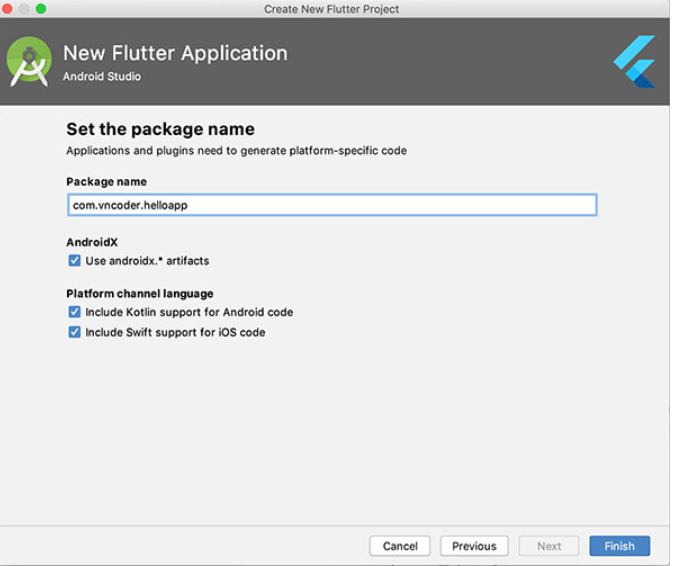 Create New Flutter Project
New Flutter Application
Android Studio
Set the package name
Applications and plugins need to generate platform-specific code
Package name
com.vncoder.helloapp
AndroidX
Use androidx.* artifacts
Platform channel language
Include Kotlin support for Android code
Include Swift support for iOS code
Cancel Previous Next Finish